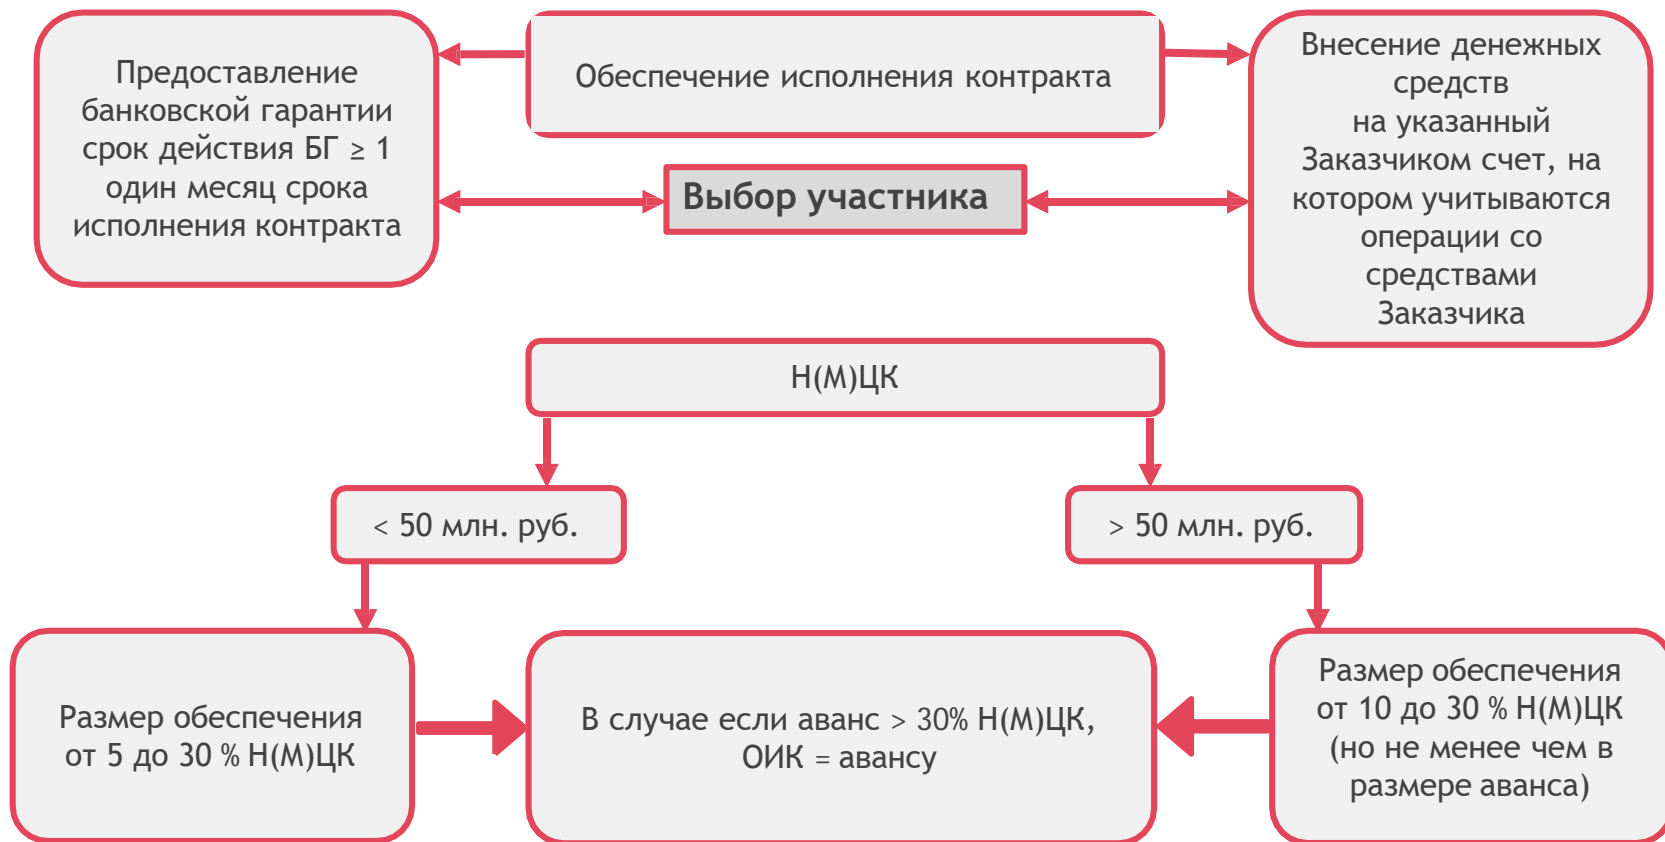 Предоставление
банковской гарантии
срок действия БГ ≥ 1
один месяц срока
исполнения контракта
Обеспечение исполнения контракта
Выбор участника
Внесение денежных
средств
на указанный
Заказчиком счет, на
котором учитываются
операции со
средствами
Заказчика
Н(М)ЦК
< 50 млн. руб.
> 50 млн. руб.
Размер обеспечения
от 5 до 30 % Н(М)ЦК
В случае если аванс > 30% Н(М)ЦК,
ОИК = авансу
Размер обеспечения
от 10 до 30 % Н(М)ЦК
(но не менее чем в
размере аванса)